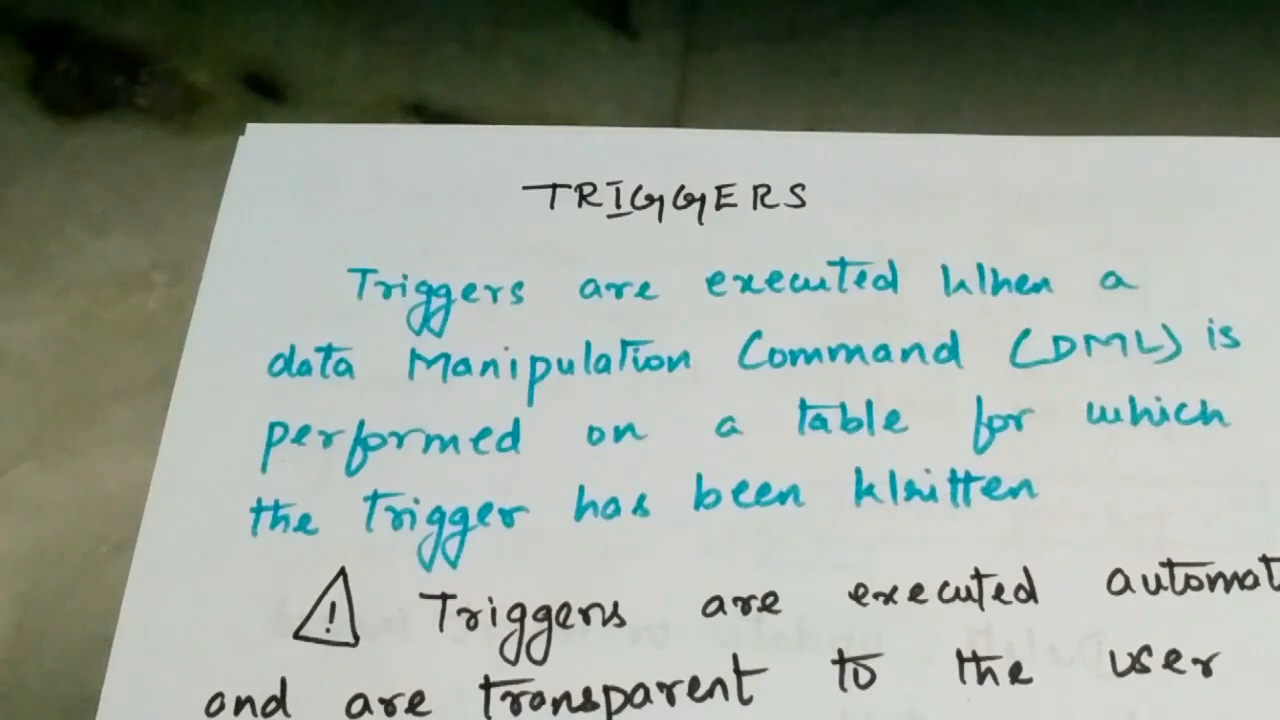 TRIGGERS
Triggers are executed When a
data Manipulation Command (DML) is
performed on a table for which
the Trigger has been Written
! Triggers are executed automat
and are transparent to the user